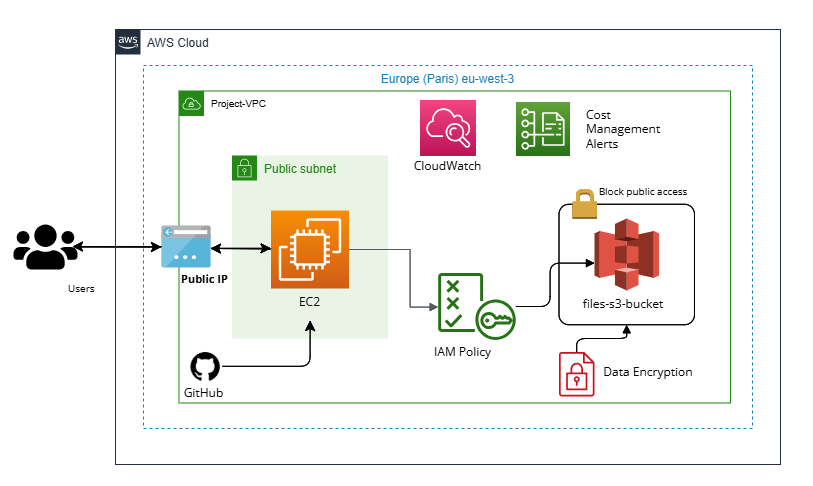 aws
AWS Cloud
Europe (Paris) eu-west-3
Project-VPC
CloudWatch
Cost
Management
Alerts
Public subnet
Block public access
Users
Public IP
EC2
files-s3-bucket
IAM Policy
GitHub
Data Encryption